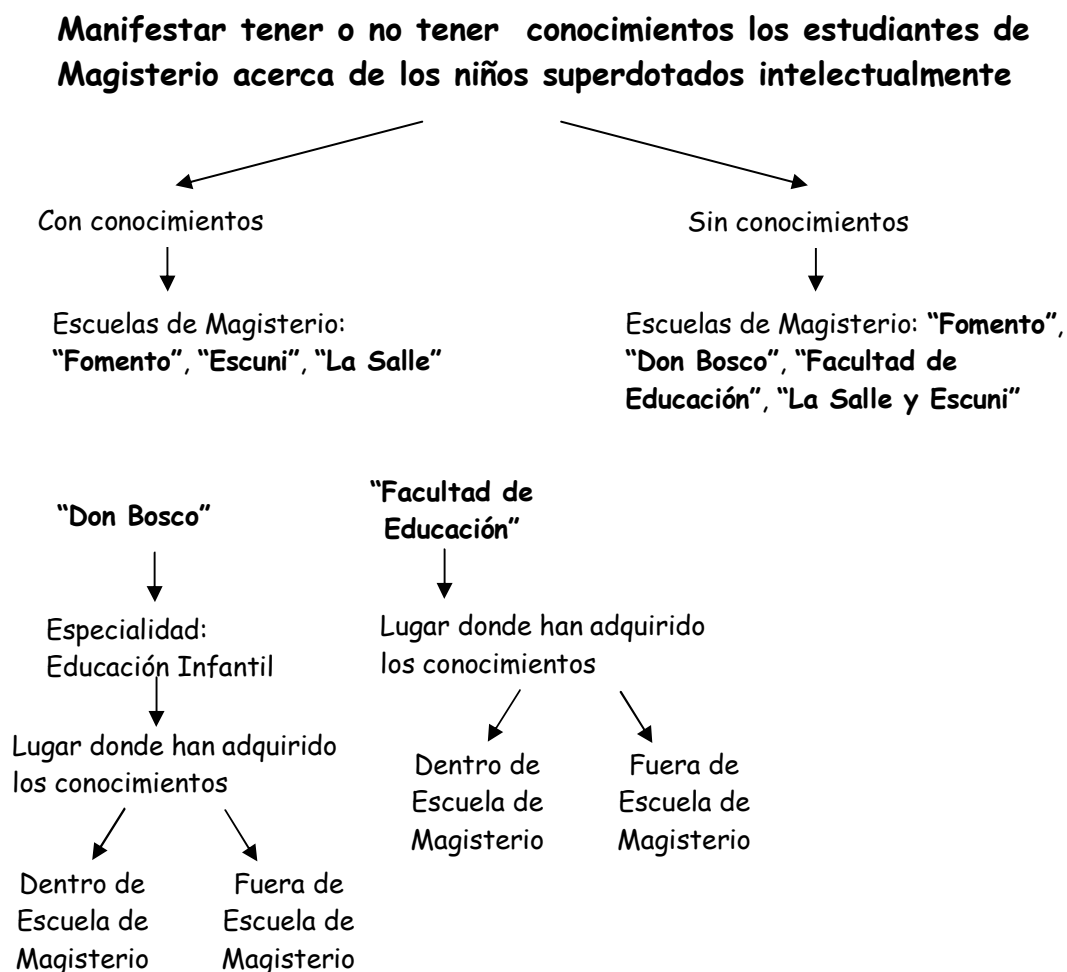 Manifestar tener o no tener conocimientos los estudiantes de
Magisterio acerca de los niños superdotados intelectualmente
Con conocimientos
Sin conocimientos
Escuelas de Magisterio:
“Fomento”, “Escuni”, “La Salle”
Escuelas de Magisterio: “Fomento”,
“Don Bosco”, “Facultad de
Educación”, “La Salle y Escuni”
“Don Bosco”
“Facultad de
Educación”
Especialidad:
Educación Infantil
Lugar donde han adquirido
los conocimientos
Lugar donde han adquirido
los conocimientos
Dentro de
Escuela de
Magisterio
Fuera de
Escuela de
Magisterio
Dentro de
Escuela de
Magisterio
Fuera de
Escuela de
Magisterio